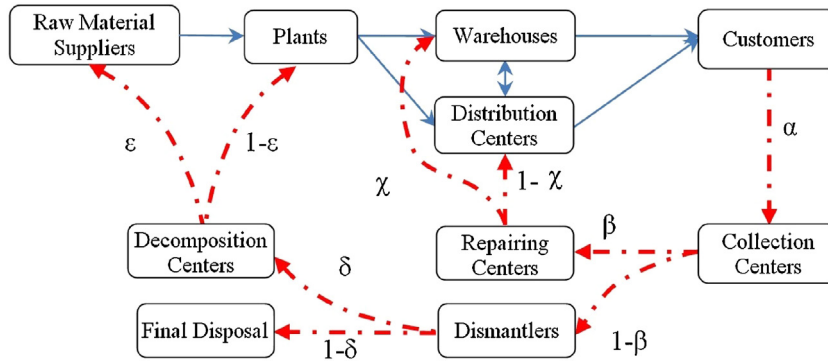 Raw Material
Suppliers
Plants
Warehouses
Customers
Distribution
Centers
ε
1-ε
χ
1- χ
α
Decomposition
Centers
Repairing
Centers
β
Collection
Centers
δ
Final Disposal
1-δ
Dismantlers
1-β